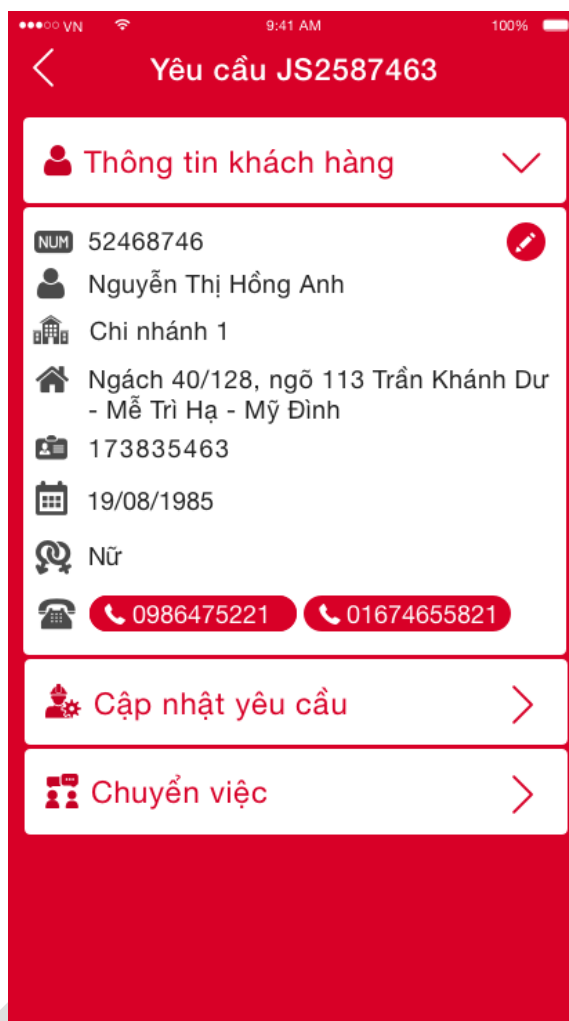 VN 9:41 AM 100%
Yêu cầu JS2587463
Thông tin khách hàng
NUM 52468746
Nguyễn Thị Hồng Anh
Chi nhánh 1
Ngách 40/128, ngõ 113 Trần Khánh Dư
- Mễ Trì Hạ - Mỹ Đình
173835463
19/08/1985
Nữ
0986475221 01674655821
Cập nhật yêu cầu
Chuyển việc